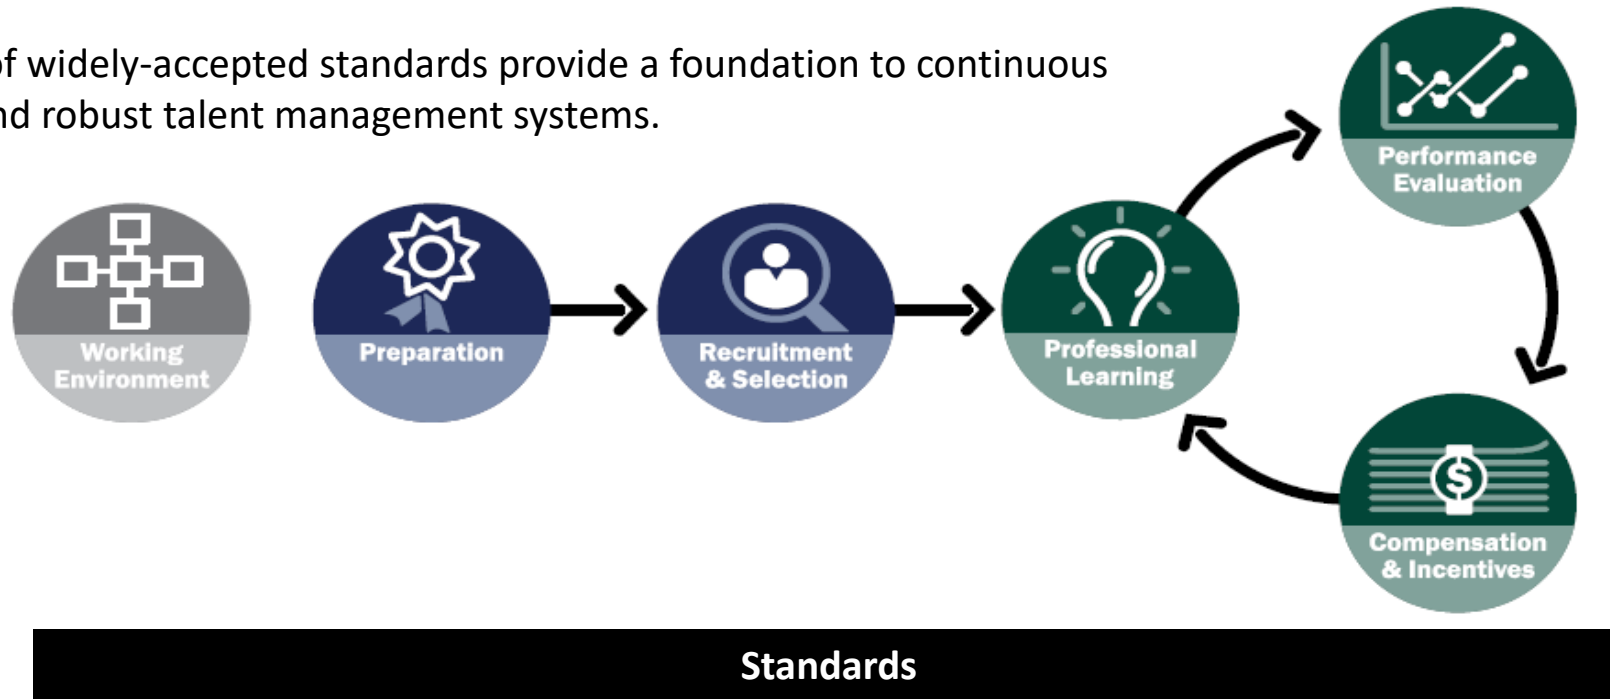 of widely-accepted standards provide a foundation to continuous
nd robust talent management systems.
Performance
Evaluation
Working
Environment
Preparation
Recruitment
& Selection
Professional
Learning
$
Compensation
& Incentives
Standards